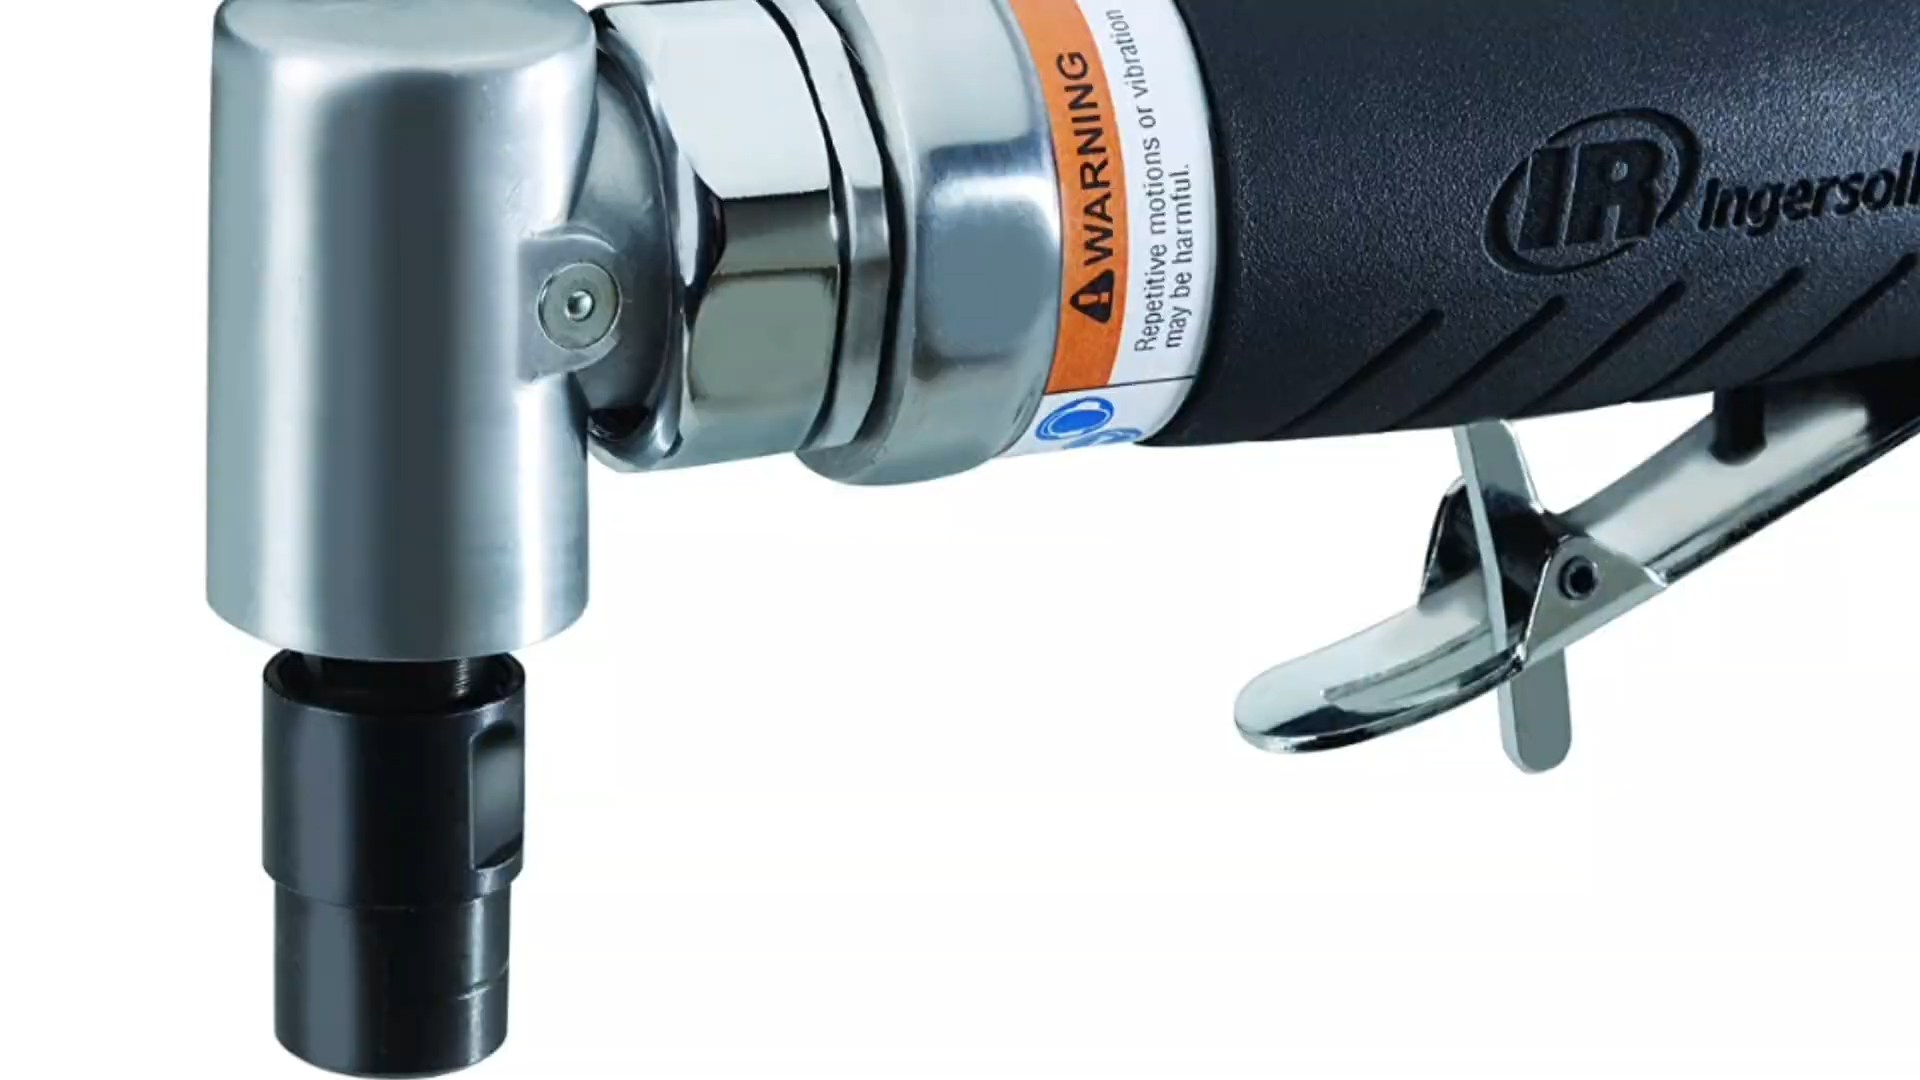 WARNING
Repetitive motions or vibration
may be harmful.
IR Ingersoll